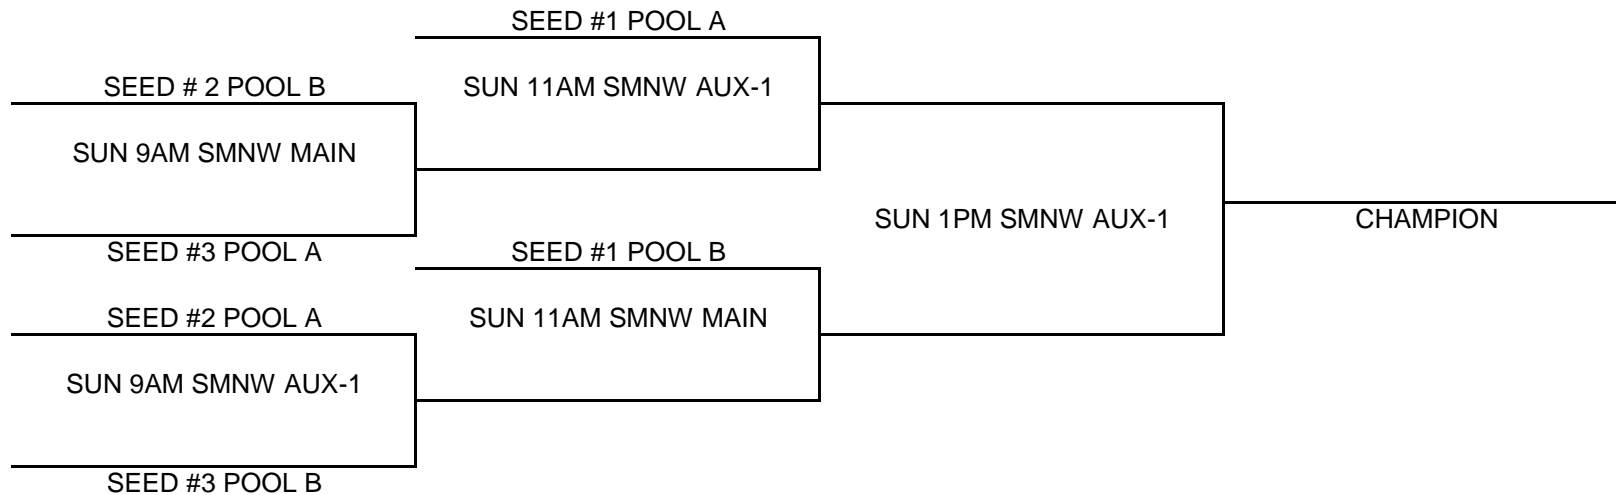 SEED #1 POOL A
SEED # 2 POOL B
SUN 11AM SMNW AUX-1
SUN 9AM SMNW MAIN
SUN 1PM SMNW AUX-1
CHAMPION
SEED #3 POOL A
SEED #1 POOL B
SEED #2 POOL A
SUN 11AM SMNW MAIN
SUN 9AM SMNW AUX-1
SEED #3 POOL B